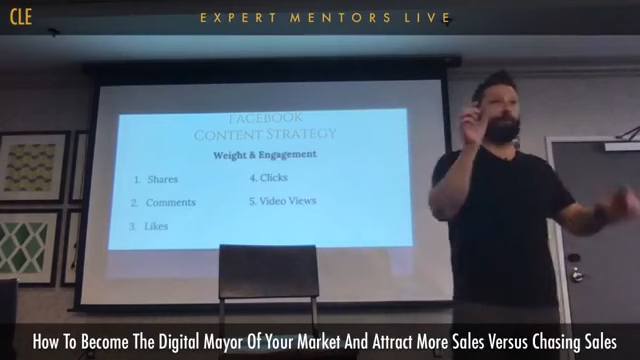 CLE
EXPERT MENTORS LIVE
FACEBOOK
CONTENT STRATEGY
Weight & Engagement
1. Shares
4. Clicks
2. Comments
5. Video Views
3. Likes
How To Become The Digital Mayor Of Your Market And Attract More Sales Versus Chasing Sales